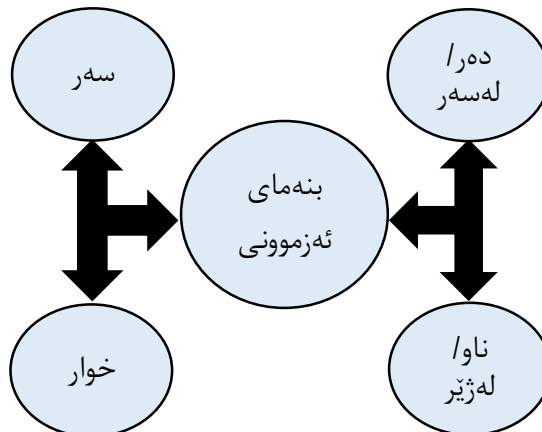 دەر/
لەسەر
سەر
بنەمای
ئەزموونی
ناو/
لەژێر
خوار